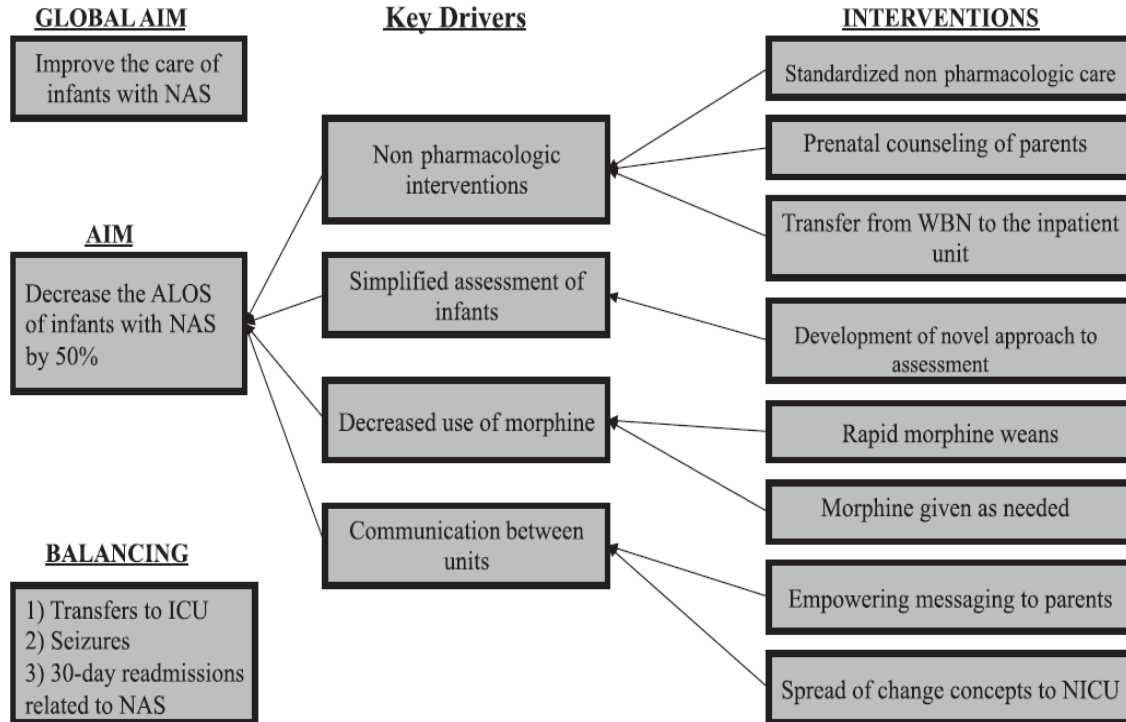 GLOBAL AIM
Improve the care of
infants with NAS
AIM
Decrease the ALOS
of infants with NAS
by 50%
BALANCING
1) Transfers to ICU
2) Seizures
3) 30-day readmissions
related to NAS
Key Drivers
Non pharmacologic
interventions
Simplified assessment of
infants
Decreased use of morphine
Communication between
units
INTERVENTIONS
Standardized non pharmacologic care
Prenatal counseling of parents
Transfer from WBN to the inpatient
unit
Development of novel approach to
assessment
Rapid morphine weans
Morphine given as needed
Empowering messaging to parents
Spread of change concepts to NICU